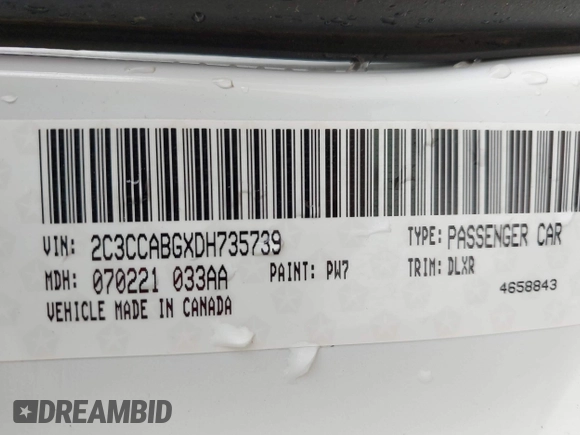 VIN: 2C3CCABGXDH735739 TYPE: PASSENGER CAR
MDH: 070221 033AA PAINT: PW7 TRIM: DLXR
VEHICLE MADE IN CANADA 4658843
DREAMBID